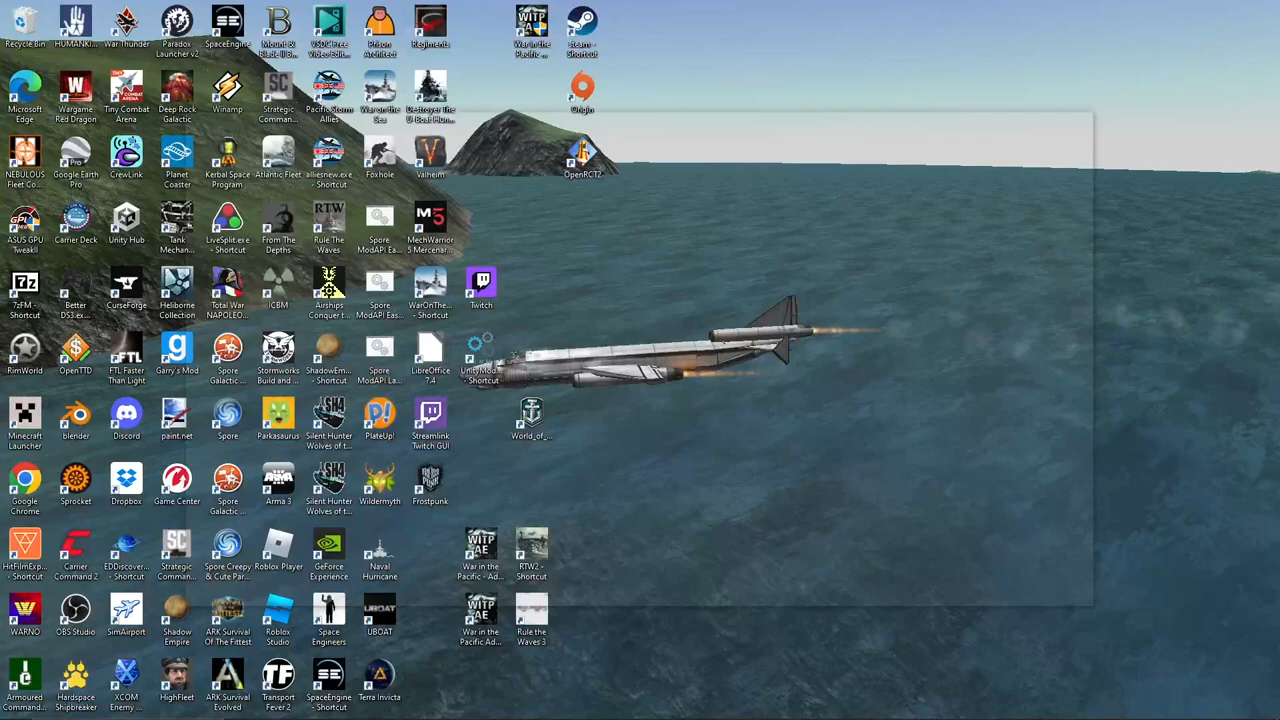 Recycle Bin
HUMANKI...
War Thunder
Paradox
Launcher v2
SpaceEngine
Mount &
Blade II B...
VSDC Free
Video Edit...
Prison
Architect
Regiments
War in the
Pacific ...
steam -
Shortcut
Microsoft
Edge
Wargame
Red Dragon
Tiny Combat
Arena
Deep Rock
Galactic
Winamp
Strategic
Comman...
Pacific Storm
Allies
War on the
Sea
Destroyer The
U-Boat Hun...
Origin
NEBULOUS
Fleet Co...
Google Earth
Pro
CrewLink
Planet
Coaster
Kerbal Space
Program
Atlantic Fleet
alliesnew.exe
- Shortcut
Foxhole
Valheim
OpenRCT2
ASUS GPU
TweakII
Carrier Deck
Unity Hub
Tank
Mechan...
LiveSplit.exe
- Shortcut
From The
Depths
Rule The
Waves
Spore
ModAPI Ea...
MechWarrior
5 Mercenar...
7zFM -
Shortcut
Better
DS3.ex...
CurseForge
Heliborne
Collection
Total War
NAPOLEO...
ICBM
Airships
Conquer t...
Spore
ModAPI Eas...
WarOnThe...
- Shortcut
Twitch
RimWorld
OpenTTD
FTL Faster
Than Light
Garry's Mod
Spore
Galactic ...
Stormworks
Build and ...
ShadowEm...
- Shortcut
Spore
ModAPI La...
LibreOffice
7.4
UnityMod...
- Shortcut
Minecraft
Launcher
blender
Discord
paint.net
Spore
Parkasaurus
Silent Hunter
Wolves of t...
PlateUp!
Streamlink
Twitch GUI
World_of_...
Google
Chrome
Sprocket
Dropbox
Game Center
Spore
Galactic ...
Arma 3
Silent Hunter
Wolves of t...
Wildermyth
Frostpunk
HitFilmExp...
- Shortcut
Carrier
Command 2
EDDiscover...
- Shortcut
Strategic
Comman...
Spore Creepy
& Cute Par...
Roblox Player
GeForce
Experience
Naval
Hurricane
War in the
Pacific - Ad...
RTW2 -
Shortcut
WARNO
OBS Studio
SimAirport
Shadow
Empire
ARK Survival
Of The Fittest
Roblox
Studio
Space
Engineers
UBOAT
War in the
Pacific Ad...
Rule the
Waves 3
Armoured
Command...
Hardspace
Shipbreaker
XCOM
Enemy ...
HighFleet
ARK Survival
Evolved
Transport
Fever 2
SpaceEngine
- Shortcut
Terra Invicta